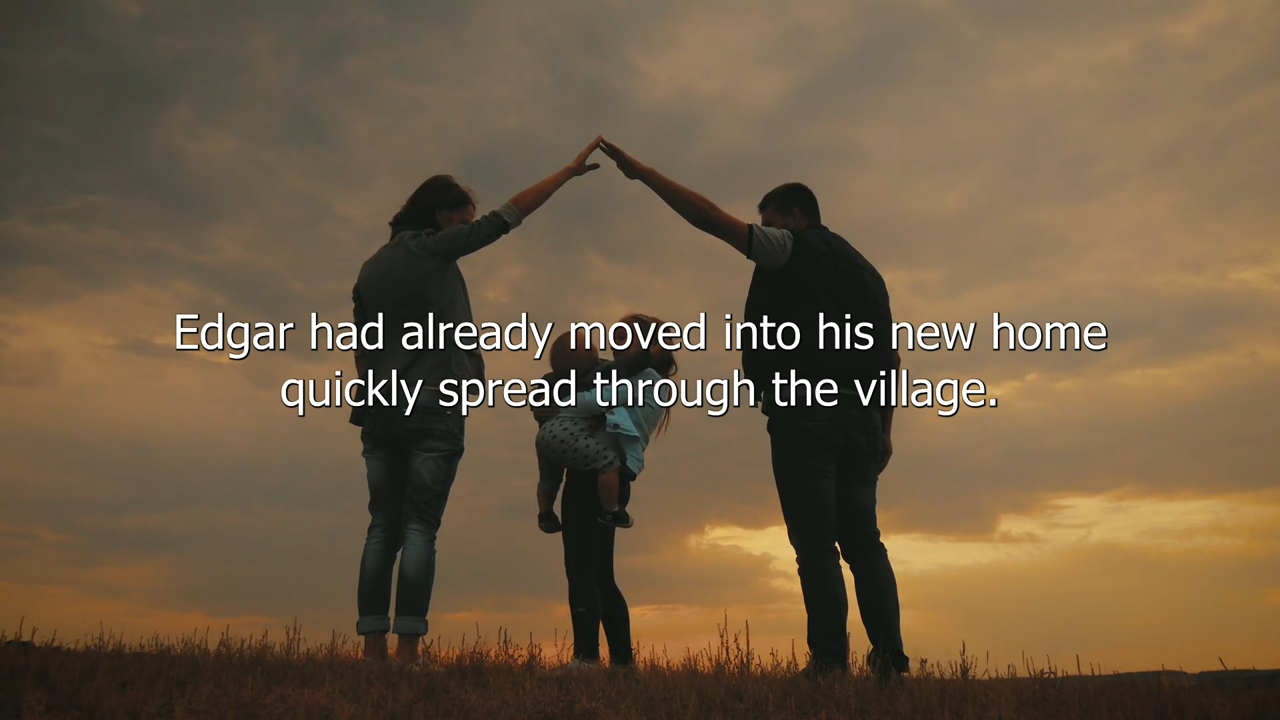 Edgar had already moved into his new home
quickly spread through the village.